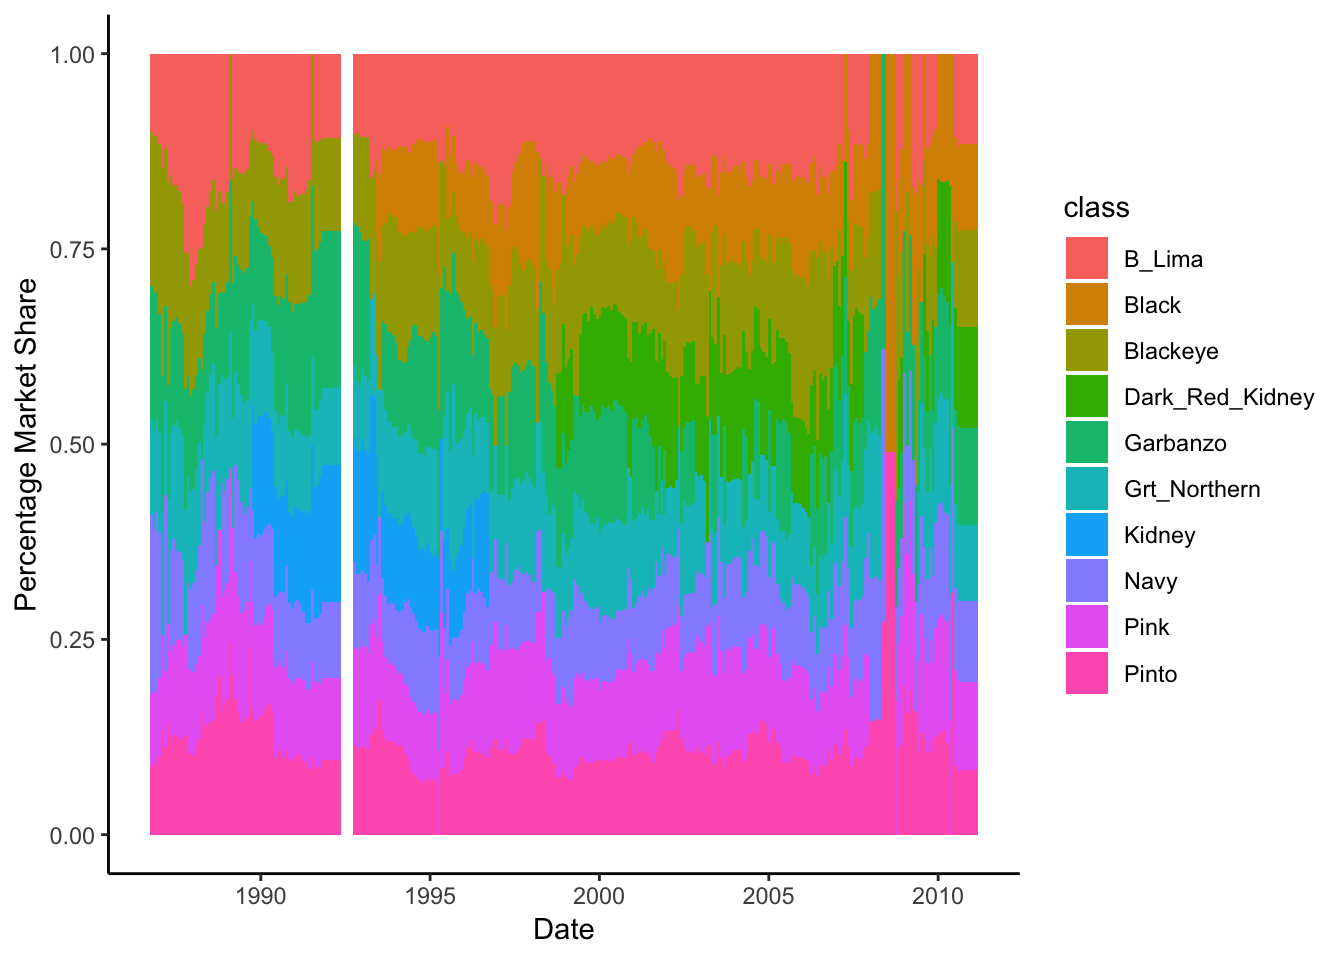 1.00
0.75
0.50
0.25
0.00
Percentage Market Share
1990
1995
2000
2005
2010
Date
class
B_Lima
Black
Blackeye
Dark_Red_Kidney
Garbanzo
Grt_Northern
Kidney
Navy
Pink
Pinto